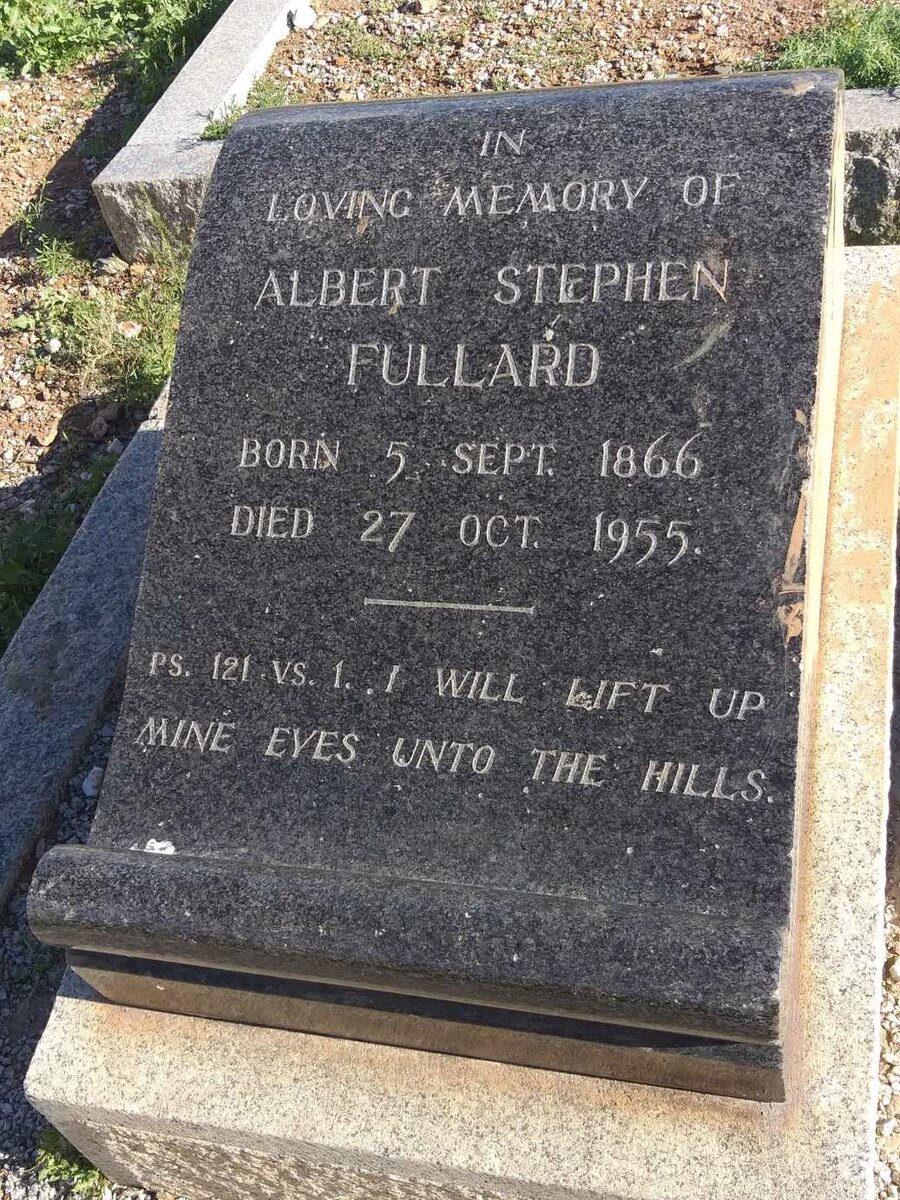 IN
LOVING MEMORY OF
ALBERT STEPHEN
FULLARD
BORN 5 SEPT. 1866
DIED 27 OCT. 1955.
PS. 121 VS. 1. . I WILL LIFT UP
MINE EYES UNTO THE HILLS.